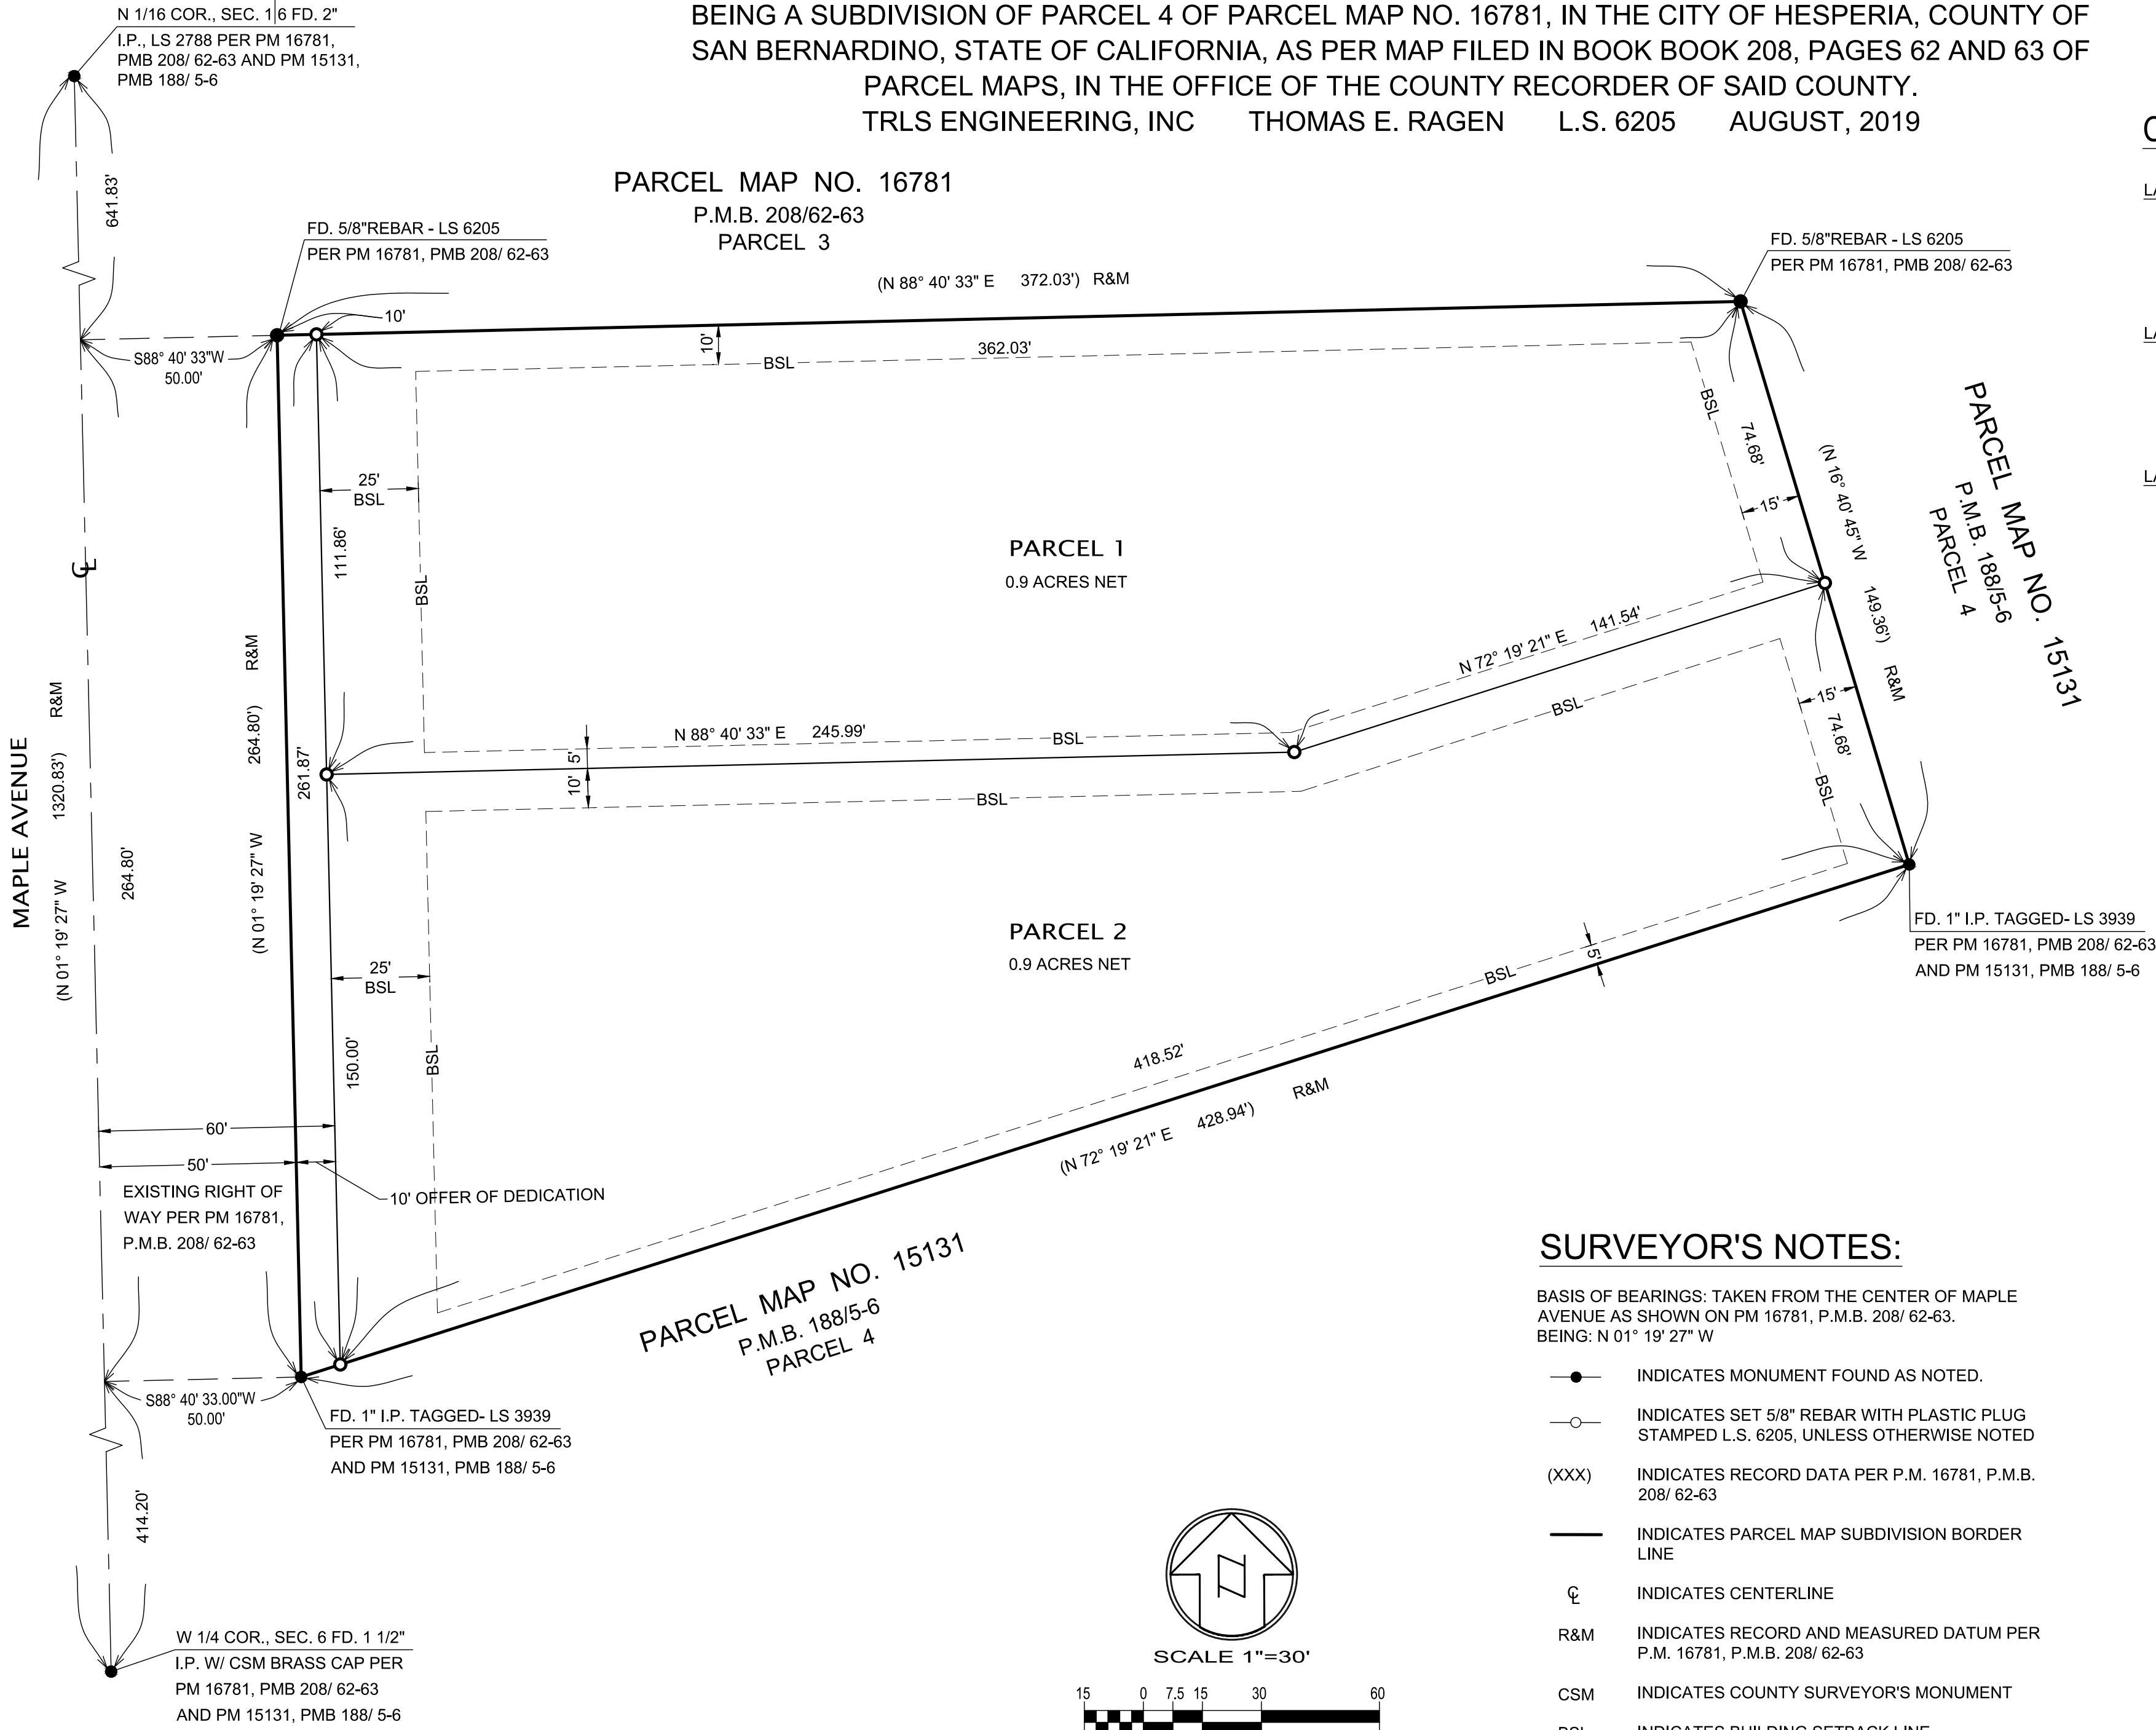 BEING A SUBDIVISION OF PARCEL 4 OF PARCEL MAP NO. 16781, IN THE CITY OF HESPERIA, COUNTY OF
SAN BERNARDINO, STATE OF CALIFORNIA, AS PER MAP FILED IN BOOK BOOK 208, PAGES 62 AND 63 OF
PARCEL MAPS, IN THE OFFICE OF THE COUNTY RECORDER OF SAID COUNTY.
TRLS ENGINEERING, INC THOMAS E. RAGEN L.S. 6205 AUGUST, 2019
N 1/16 COR., SEC. 16 FD. 2"
I.P., LS 2788 PER PM 16781,
PMB 208/ 62-63 AND PM 15131,
PMB 188/ 5-6
641.83'
PARCEL MAP NO. 16781
P.M.B. 208/62-63
PARCEL 3
FD. 5/8"REBAR - LS 6205
PER PM 16781, PMB 208/ 62-63
FD. 5/8"REBAR - LS 6205
PER PM 16781, PMB 208/ 62-63
(N 88° 40' 33" E 372.03') R&M
10'
10'
BSL
362.03'
S88° 40' 33"W
50.00'
BSL
74.68'
(N 16° 40' 45" W 149.36') R&M
15'
PARCEL MAP NO. 15131
P.M.B. 188/5-6
PARCEL 4
25'
BSL
111.86'
BSL
PARCEL 1
0.9 ACRES NET
N 72° 19' 21" E 141.54'
BSL
15'
74.68'
BSL
N 88° 40' 33" E 245.99'
BSL
5'
10'
BSL
MAPLE AVENUE
(N 01° 19' 27" W 1320.83') R&M
CL
264.80'
(N 01° 19' 27" W 264.80') R&M
261.87'
PARCEL 2
0.9 ACRES NET
25'
BSL
BSL
150.00'
BSL
5'
418.52'
(N 72° 19' 21" E 428.94') R&M
FD. 1" I.P. TAGGED- LS 3939
PER PM 16781, PMB 208/ 62-63
AND PM 15131, PMB 188/ 5-6
60'
50'
10' OFFER OF DEDICATION
EXISTING RIGHT OF
WAY PER PM 16781,
P.M.B. 208/ 62-63
PARCEL MAP NO. 15131
P.M.B. 188/5-6
PARCEL 4
S88° 40' 33.00"W
50.00'
FD. 1" I.P. TAGGED- LS 3939
PER PM 16781, PMB 208/ 62-63
AND PM 15131, PMB 188/ 5-6
414.20'
W 1/4 COR., SEC. 6 FD. 1 1/2"
I.P. W/ CSM BRASS CAP PER
PM 16781, PMB 208/ 62-63
AND PM 15131, PMB 188/ 5-6
N
SCALE 1"=30'
15 0 7.5 15 30 60
SURVEYOR'S NOTES:
BASIS OF BEARINGS: TAKEN FROM THE CENTER OF MAPLE
AVENUE AS SHOWN ON PM 16781, P.M.B. 208/ 62-63.
BEING: N 01° 19' 27" W
INDICATES MONUMENT FOUND AS NOTED.
INDICATES SET 5/8" REBAR WITH PLASTIC PLUG
STAMPED L.S. 6205, UNLESS OTHERWISE NOTED
(XXX) INDICATES RECORD DATA PER P.M. 16781, P.M.B.
208/ 62-63
INDICATES PARCEL MAP SUBDIVISION BORDER
LINE
CL INDICATES CENTERLINE
R&M INDICATES RECORD AND MEASURED DATUM PER
P.M. 16781, P.M.B. 208/ 62-63
CSM INDICATES COUNTY SURVEYOR'S MONUMENT
BSL INDICATES BUILDING SETBACK LINE